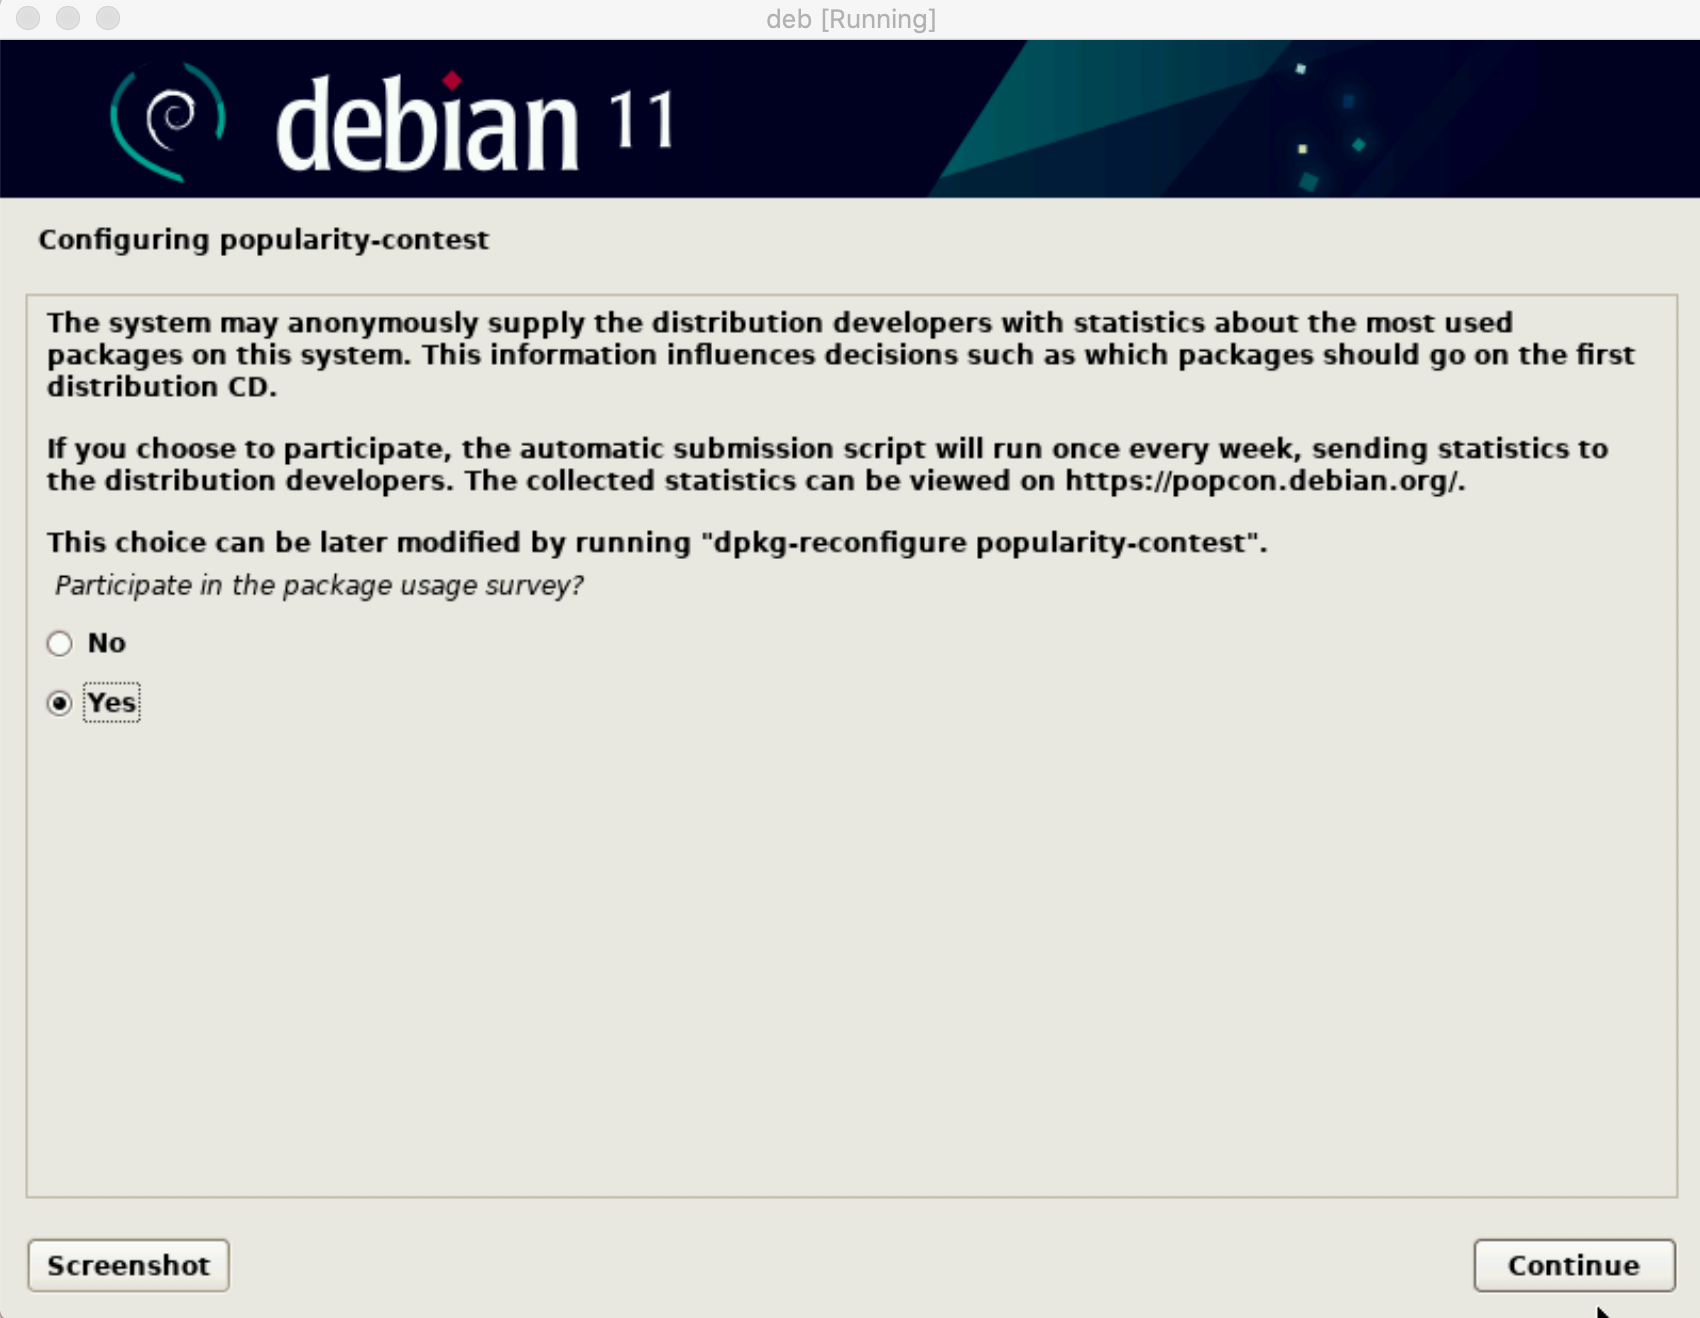 deb [Running]
debian 11
Configuring popularity-contest
The system may anonymously supply the distribution developers with statistics about the most used
packages on this system. This information influences decisions such as which packages should go on the first
distribution CD.
If you choose to participate, the automatic submission script will run once every week, sending statistics to
the distribution developers. The collected statistics can be viewed on https://popcon.debian.org/.
This choice can be later modified by running "dpkg-reconfigure popularity-contest".
Participate in the package usage survey?
No
Yes
Screenshot
Continue